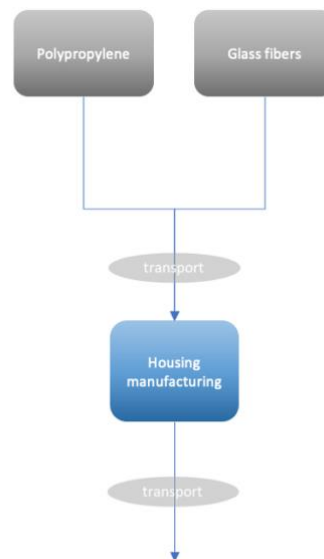 Polypropylene
Glass fibers
transport
Housing
manufacturing
transport